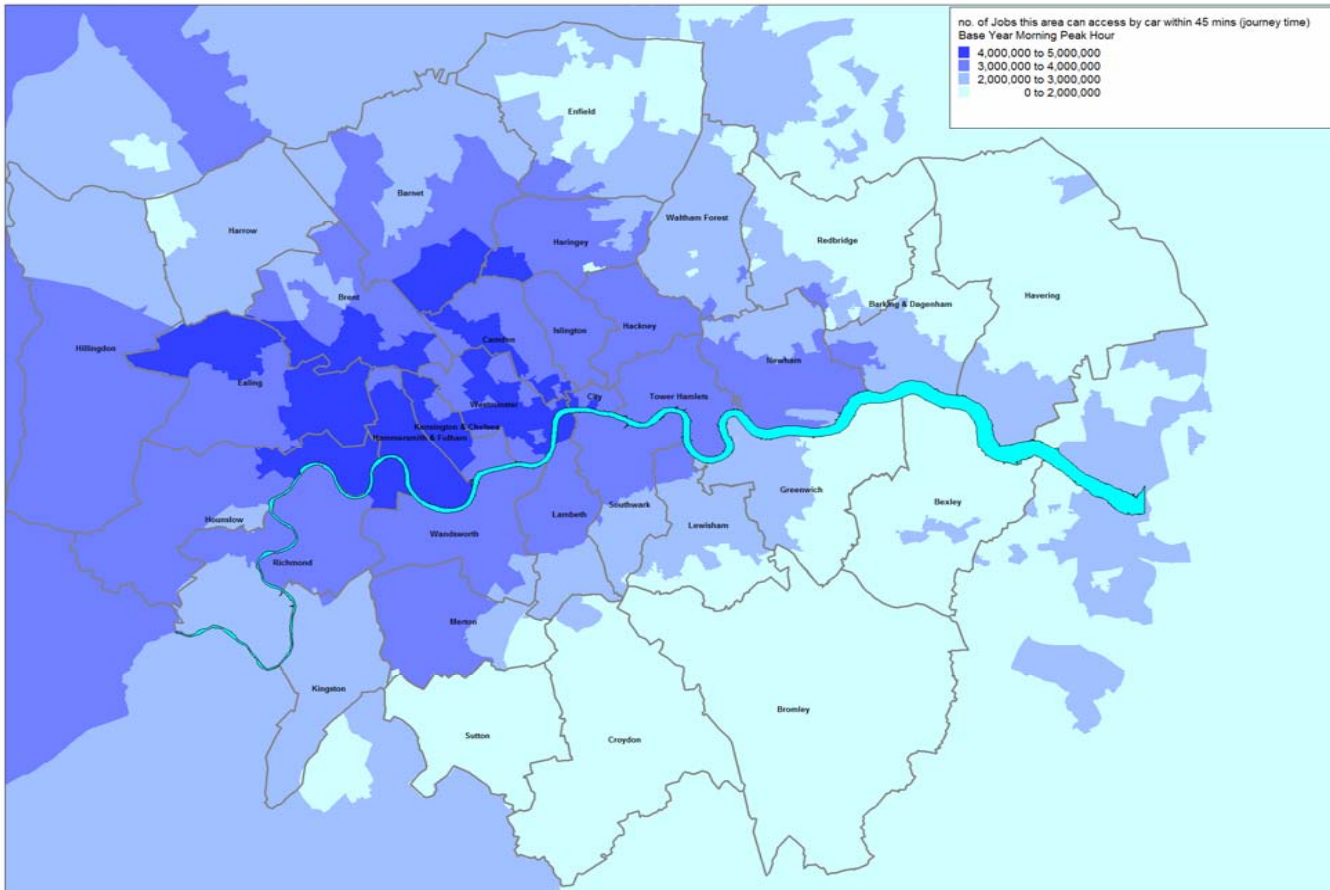 no. of Jobs this area can access by car within 45 mins (journey time)
Base Year Morning Peak Hour
4,000,000 to 5,000,000
3,000,000 to 4,000,000
2,000,000 to 3,000,000
0 to 2,000,000
Enfield
Barnet
Harrow
Haringey
Waltham Forest
Redbridge
Brent
Barking & Dagenham
Havering
Hillingdon
Camden
Islington
Hackney
Newham
Ealing
Westminster
City
Tower Hamlets
Kensington & Chelsea
Hammersmith & Fulham
Hounslow
Greenwich
Bexley
Southwark
Lambeth
Lewisham
Wandsworth
Richmond
Merton
Kingston
Sutton
Croydon
Bromley